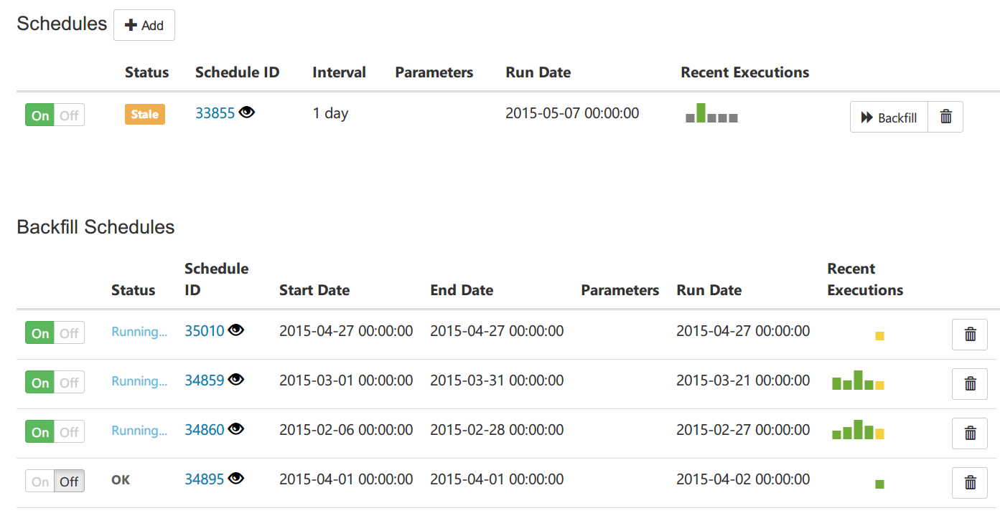 Schedules Add
Status Schedule ID Interval Parameters Run Date Recent Executions
On Off Stale 33855 1 day 2015-05-07 00:00:00 Backfill
Backfill Schedules
Schedule Recent
Status ID Start Date End Date Parameters Run Date Executions
On Off Running... 35010 2015-04-27 00:00:00 2015-04-27 00:00:00 2015-04-27 00:00:00
On Off Running... 34859 2015-03-01 00:00:00 2015-03-31 00:00:00 2015-03-21 00:00:00
On Off Running... 34860 2015-02-06 00:00:00 2015-02-28 00:00:00 2015-02-27 00:00:00
On Off OK 34895 2015-04-01 00:00:00 2015-04-01 00:00:00 2015-04-02 00:00:00